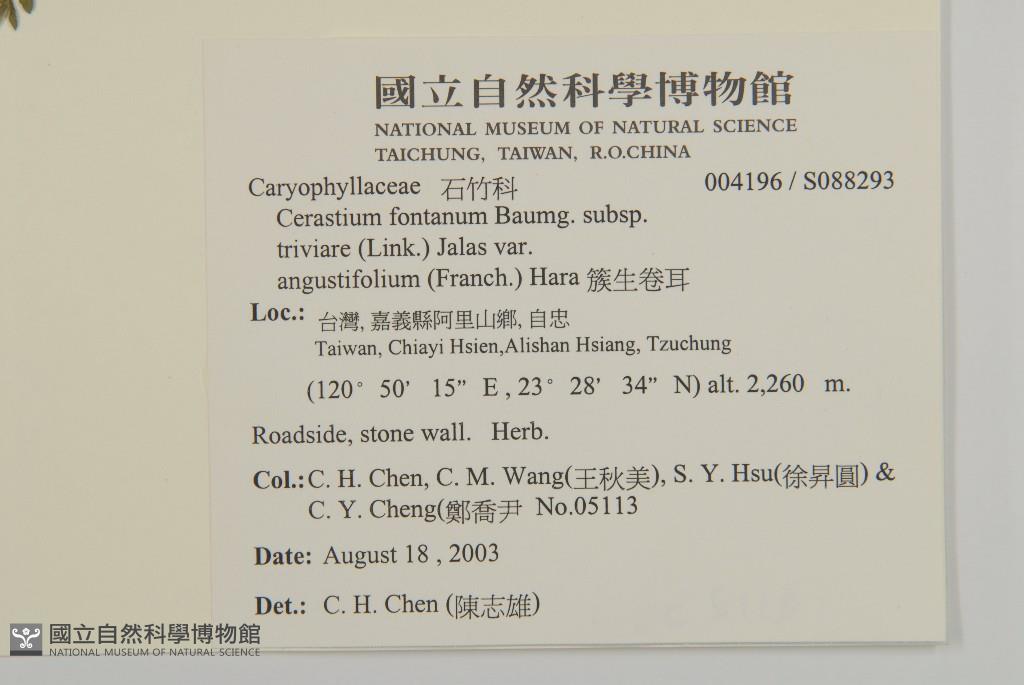 國立自然科學博物館
NATIONAL MUSEUM OF NATURAL SCIENCE
TAICHUNG, TAIWAN, R.O.CHINA
Caryophyllaceae 石竹科 004196 / S088293
Cerastium fontanum Baumg. subsp.
triviare (Link.) Jalas var.
angustifolium (Franch.) Hara 簇生卷耳
Loc.: 台灣, 嘉義縣阿里山鄉, 自忠
Taiwan, Chiayi Hsien,Alishan Hsiang, Tzuchung
(120° 50’ 15” E , 23° 28’ 34” N) alt. 2,260 m.
Roadside, stone wall. Herb.
Col.: C. H. Chen, C. M. Wang(王秋美), S. Y. Hsu(徐昇圓) &
C. Y. Cheng(鄭喬尹 No.05113
Date: August 18 , 2003
Det.: C. H. Chen (陳志雄)
國立自然科學博物館
NATIONAL MUSEUM OF NATURAL SCIENCE